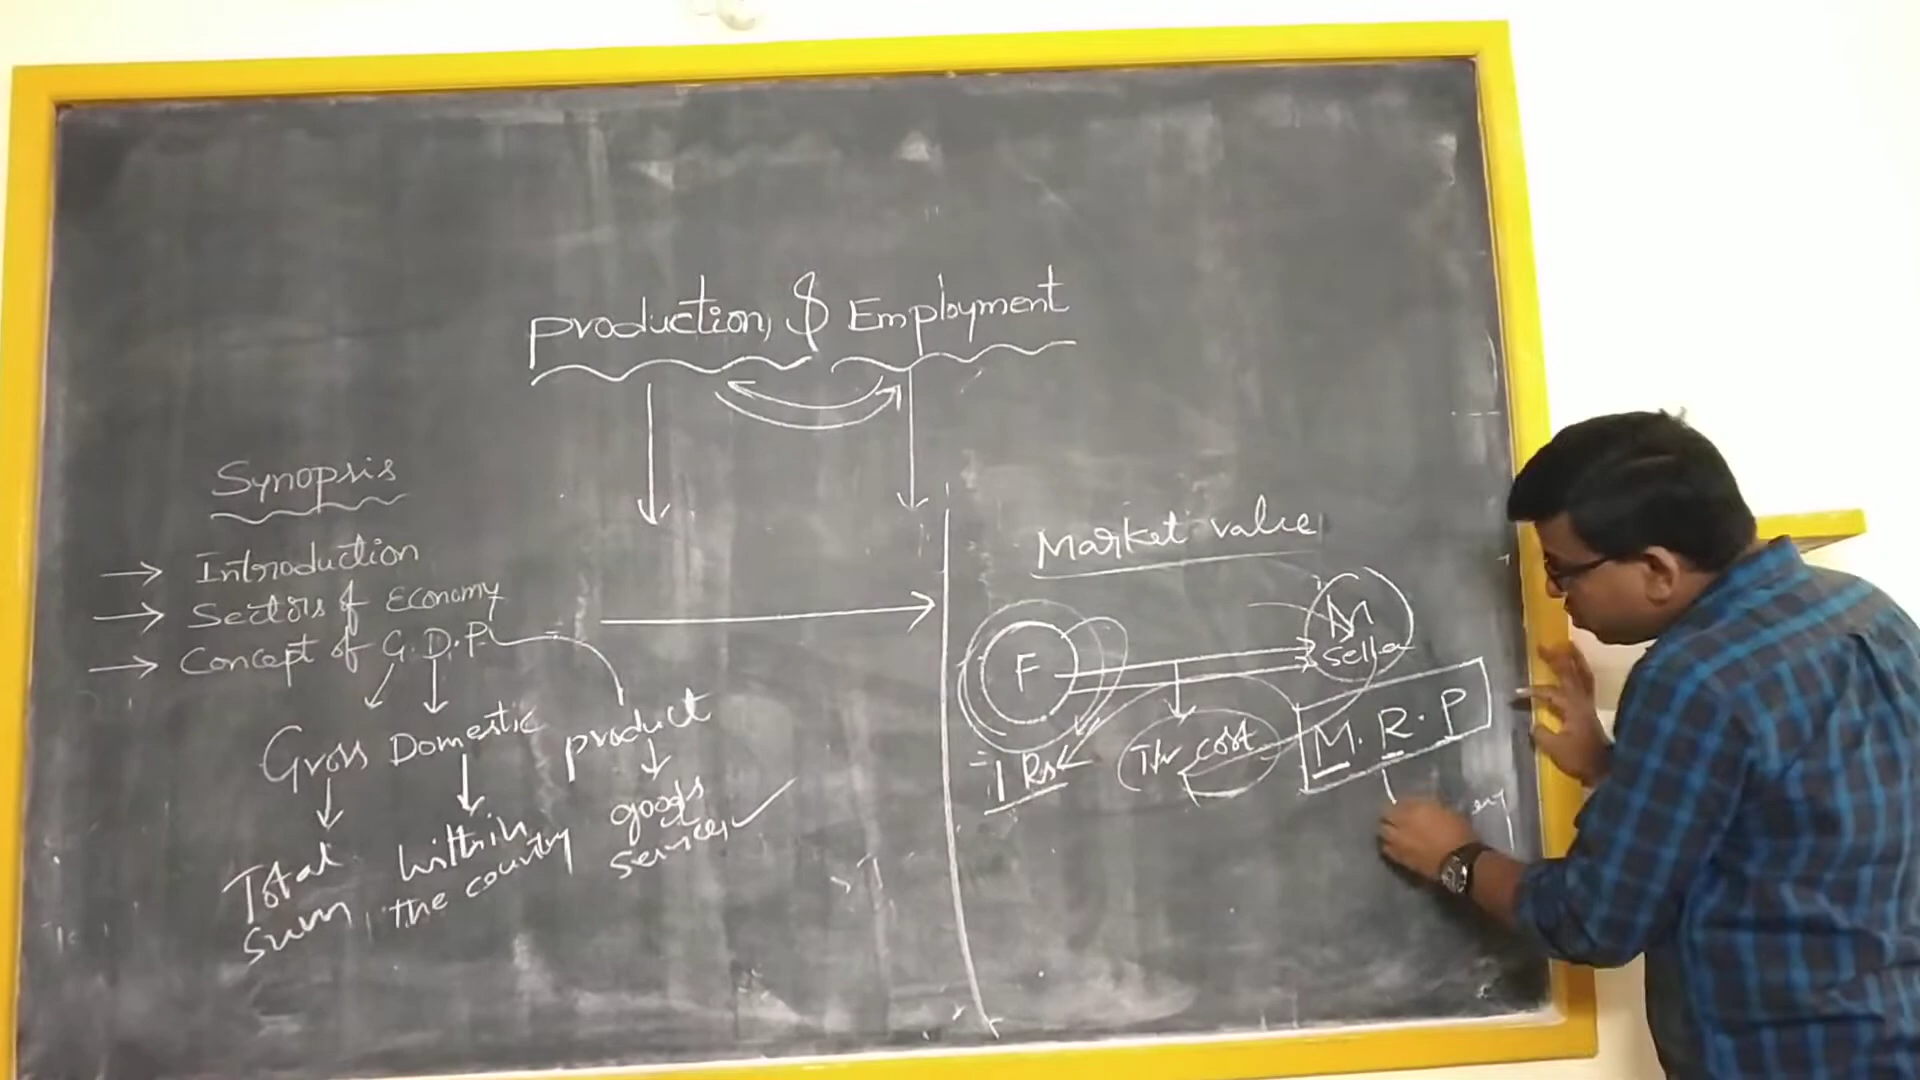 production, & Employment
Synopsis
→ Introduction
→ Sectors of Economy
→ Concept of G.D.P
Gross Domestic product
Total sum, within the country goods services
Market value
F
M
Seller
1 Rs
Tr cost
M.R.P